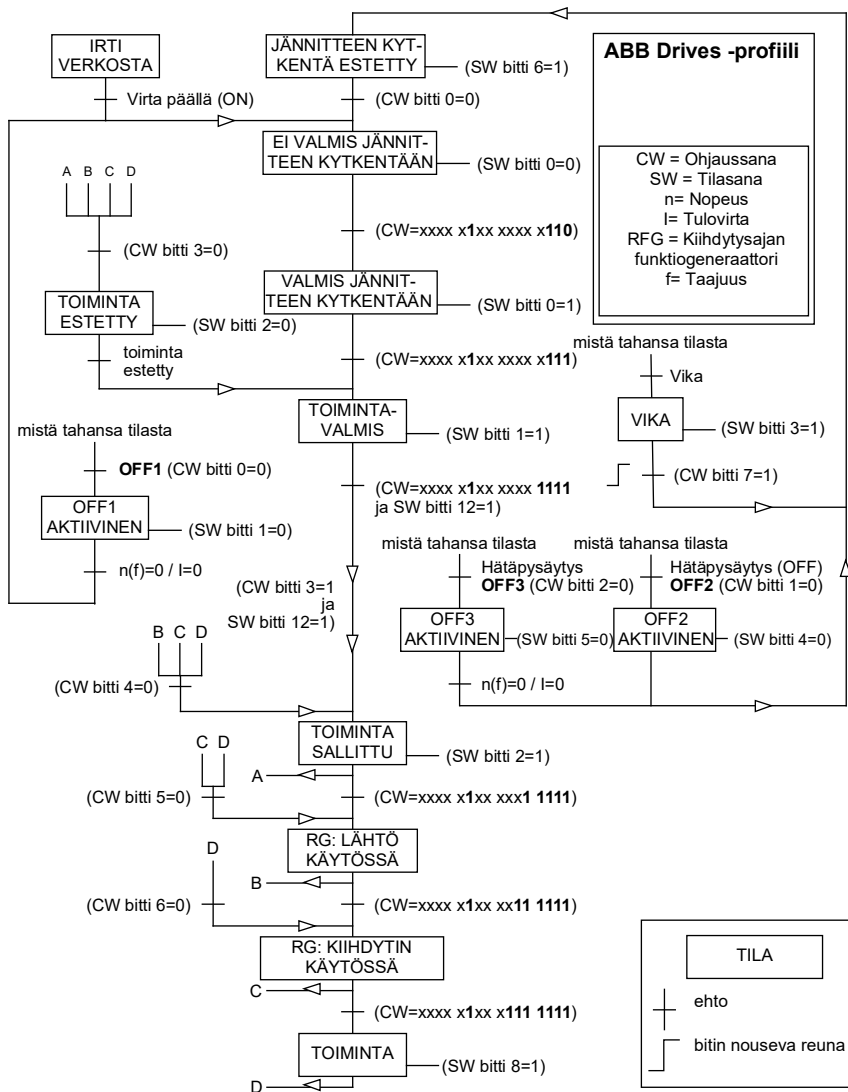 IRTI
VERKOSTA
Virta päällä (ON)
JÄNNITTEEN KYT-
KENTÄ ESTETTY
(SW bitti 6=1)
(CW bitti 0=0)
EI VALMIS JÄNNIT-
TEEN KYTKENTÄÄN
(SW bitti 0=0)
(CW=xxxx x1xx xxxx x110)
VALMIS JÄNNIT-
TEEN KYTKENTÄÄN
(SW bitti 0=1)
(CW=xxxx x1xx xxxx x111)
ABB Drives -profiili
CW = Ohjaussana
SW = Tilasana
n= Nopeus
I= Tulovirta
RFG = Kiihdytysajan
funktiogeneraattori
f= Taajuus
A B C D
(CW bitti 3=0)
TOIMINTA
ESTETTY
(SW bitti 2=0)
toiminta
estetty
TOIMINTA-
VALMIS
(SW bitti 1=1)
(CW=xxxx x1xx xxxx 1111
ja SW bitti 12=1)
mistä tahansa tilasta
Vika
VIKA
(SW bitti 3=1)
(CW bitti 7=1)
mistä tahansa tilasta
OFF1 (CW bitti 0=0)
OFF1
AKTIIVINEN
(SW bitti 1=0)
n(f)=0 / I=0
(CW bitti 3=1
ja
SW bitti 12=1)
mistä tahansa tilasta
Hätäpysäytys
OFF3 (CW bitti 2=0)
OFF3
AKTIIVINEN
(SW bitti 5=0)
n(f)=0 / I=0
mistä tahansa tilasta
Hätäpysäytys (OFF)
OFF2 (CW bitti 1=0)
OFF2
AKTIIVINEN
(SW bitti 4=0)
B C D
(CW bitti 4=0)
TOIMINTA
SALLITTU
(SW bitti 2=1)
A
C D
(CW bitti 5=0)
(CW=xxxx x1xx xxx1 1111)
RG: LÄHTÖ
KÄYTÖSSÄ
B
D
(CW bitti 6=0)
(CW=xxxx x1xx xx11 1111)
RG: KIIHDYTIN
KÄYTÖSSÄ
C
(CW=xxxx x1xx x111 1111)
TOIMINTA
(SW bitti 8=1)
D
TILA
ehto
bitin nouseva reuna